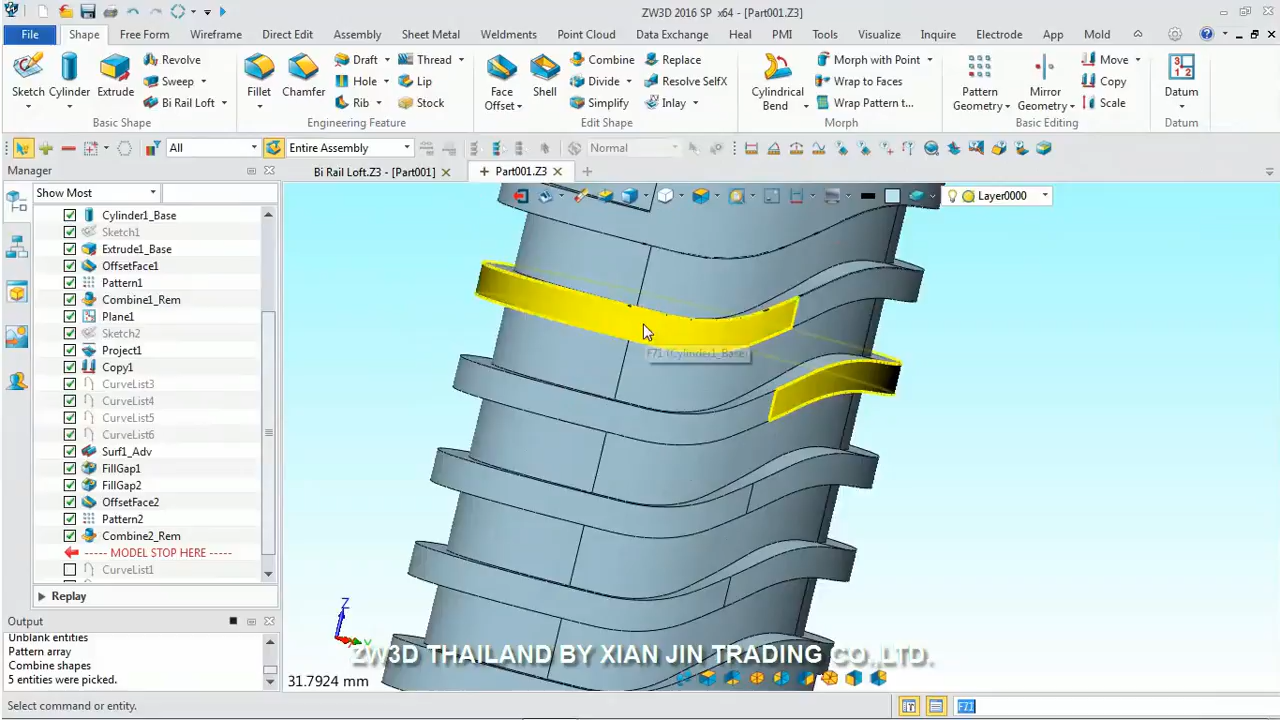 ZW3D 2016 SP x64 - [Part001.Z3]
File Shape Free Form Wireframe Direct Edit Assembly Sheet Metal Weldments Point Cloud Data Exchange Heal PMI Tools Visualize Inquire Electrode App Mold
Revolve Draft Thread Combine Replace Morph with Point Move
Sketch Cylinder Extrude Sweep Fillet Chamfer Hole Lip Face Offset Shell Divide Resolve SelfX Cylindrical Bend Wrap to Faces Pattern Geometry Mirror Geometry Copy Datum
Bi Rail Loft Rib Stock Simplify Inlay Wrap Pattern t... Scale
Basic Shape Engineering Feature Edit Shape Morph Basic Editing Datum
All Entire Assembly Normal
Manager Bi Rail Loft.Z3 - [Part001] Part001.Z3
Show Most Layer0000
Cylinder1_Base
Sketch1
Extrude1_Base
OffsetFace1
Pattern1
Combine1_Rem
Plane1
Sketch2
Project1
Copy1
CurveList3
CurveList4
CurveList5
CurveList6
Surf1_Adv
FillGap1
FillGap2
OffsetFace2
Pattern2
Combine2_Rem
----- MODEL STOP HERE -----
CurveList1
Replay
F71 (Cylinder1_Base)
Output
Unblank entities
Pattern array
Combine shapes
5 entities were picked.
Z
Y
ZW3D THAILAND BY XIAN JIN TRADING CO.,LTD.
31.7924 mm
Select command or entity.
F71